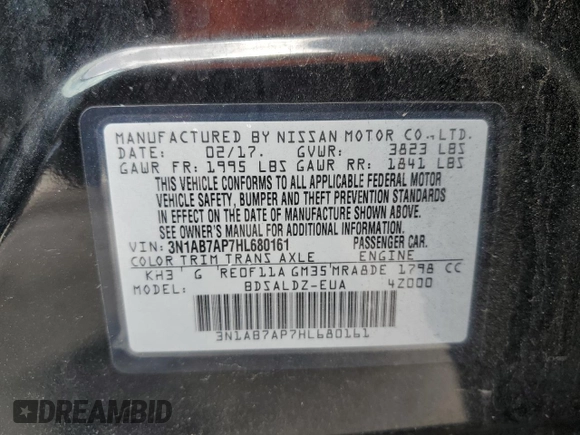 MANUFACTURED BY NISSAN MOTOR CO.,LTD.
DATE: 02/17. GVWR: 3823 LBS
GAWR FR: 1995 LBS GAWR RR: 1841 LBS
THIS VEHICLE CONFORMS TO ALL APPLICABLE FEDERAL MOTOR
VEHICLE SAFETY, BUMPER AND THEFT PREVENTION STANDARDS
IN EFFECT ON THE DATE OF MANUFACTURE SHOWN ABOVE.
SEE OWNER'S MANUAL FOR ADDITIONAL INFORMATION.
VIN: 3N1AB7AP7HL680161 PASSENGER CAR.
COLOR TRIM TRANS AXLE ENGINE
KH3 G RE0F11A GM35 MRA8DE 1798 CC
MODEL: BDSALDZ-EUA 4Z000
3N1AB7AP7HL680161
DREAMBID